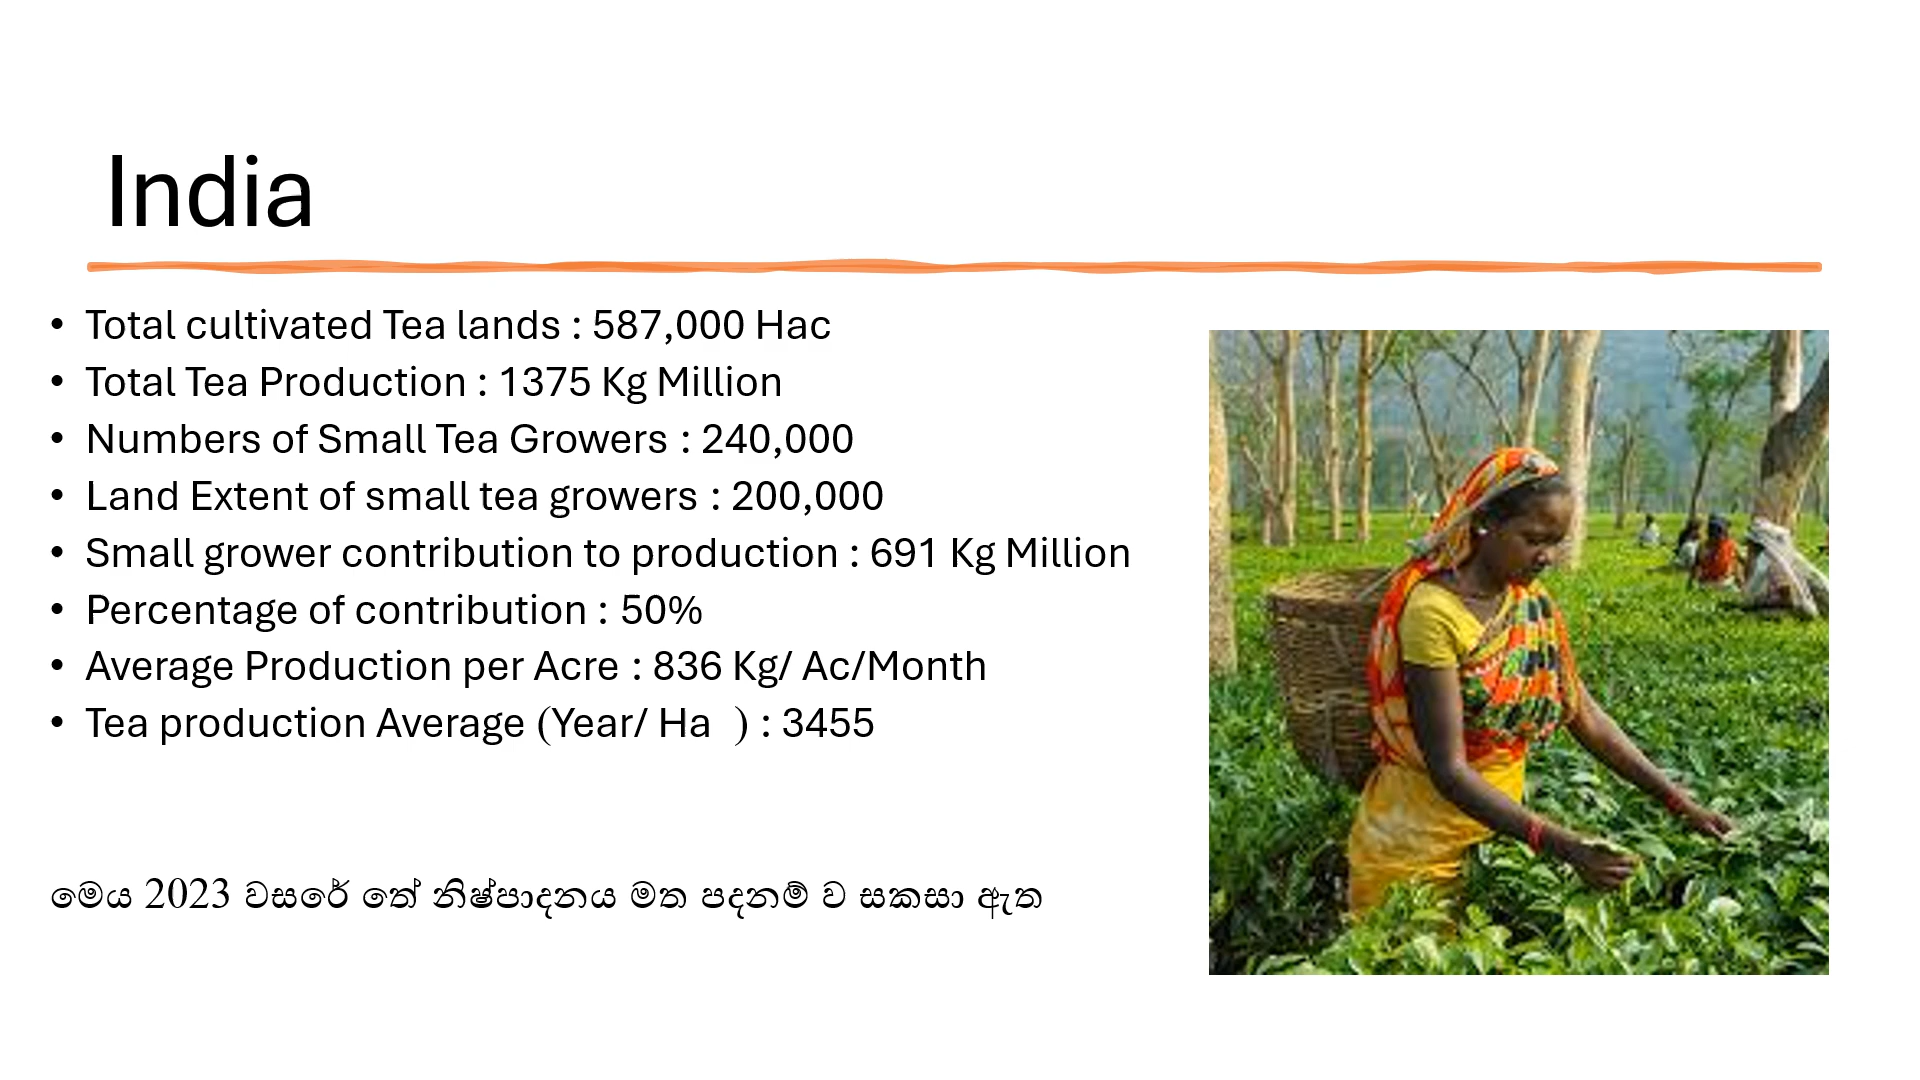 India
• Total cultivated Tea lands : 587,000 Hac
• Total Tea Production : 1375 Kg Million
• Numbers of Small Tea Growers : 240,000
• Land Extent of small tea growers : 200,000
• Small grower contribution to production : 691 Kg Million
• Percentage of contribution : 50%
• Average Production per Acre : 836 Kg/ Ac/Month
• Tea production Average (Year/ Ha  ) : 3455
මෙය 2023 වසරේ තේ නිෂ්පාදනය මත පදනම් ව සකසා ඇත